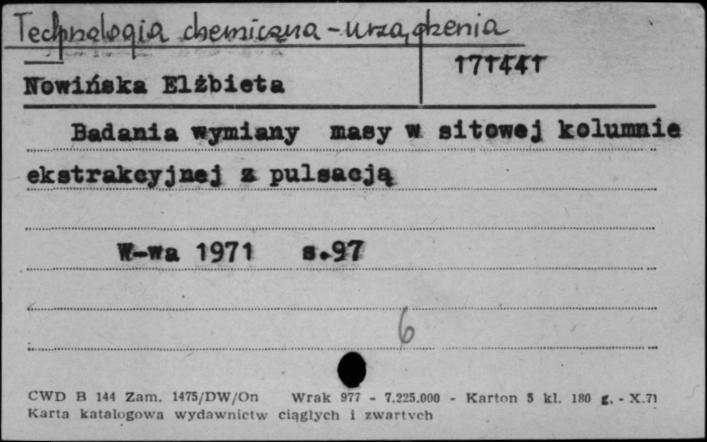 Technologia chemiczna - urządzenia
171441
Nowińska Elżbieta
Badania wymiany masy w sitowej kolumnie
ekstrakcyjnej z pulsacją
W-wa 1971 s.97
6
CWD B 144 Zam. 1475/DW/On Wrak 977 - 7.225.000 - Karton 5 kl. 180 g. - X.71
Karta katalogowa wydawnictw ciągłych i zwartych